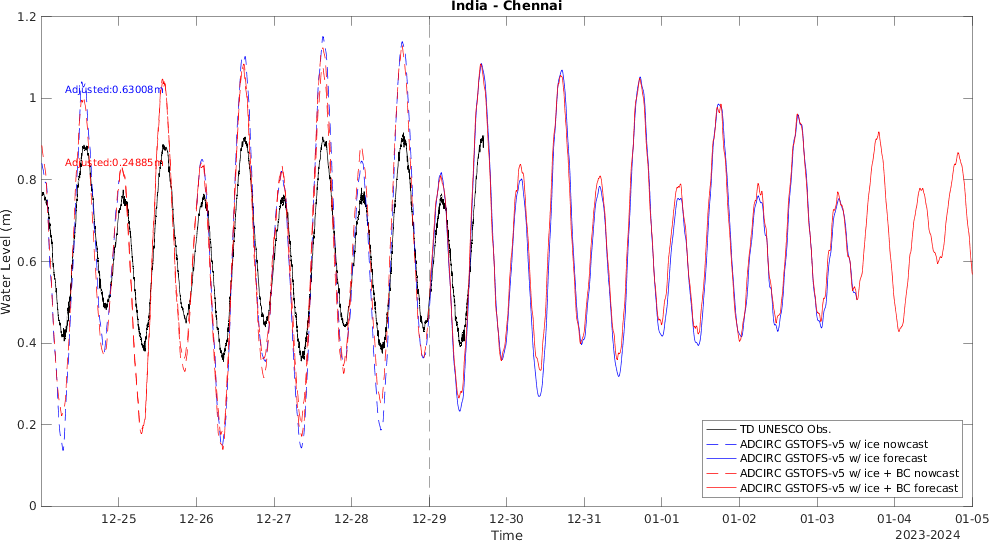 India - Chennai
1.2
1
0.8
0.6
0.4
0.2
0
Water Level (m)
Adjusted:0.63008m
Adjusted:0.24885m
TD UNESCO Obs.
ADCIRC GSTOFS-v5 w/ ice nowcast
ADCIRC GSTOFS-v5 w/ ice forecast
ADCIRC GSTOFS-v5 w/ ice + BC nowcast
ADCIRC GSTOFS-v5 w/ ice + BC forecast
12-25 12-26 12-27 12-28 12-29 12-30 12-31 01-01 01-02 01-03 01-04 01-05
Time
2023-2024